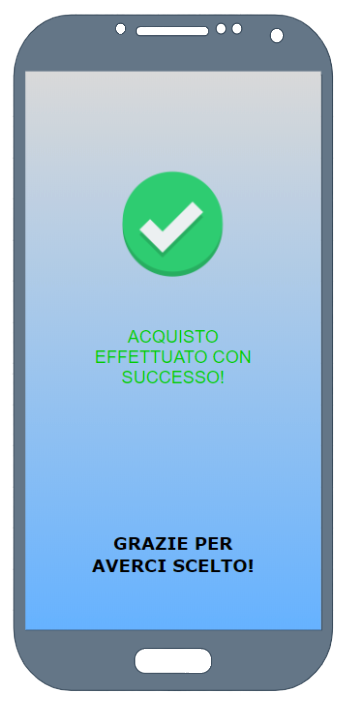 ACQUISTO
EFFETTUATO CON
SUCCESSO!
GRAZIE PER
AVERCI SCELTO!